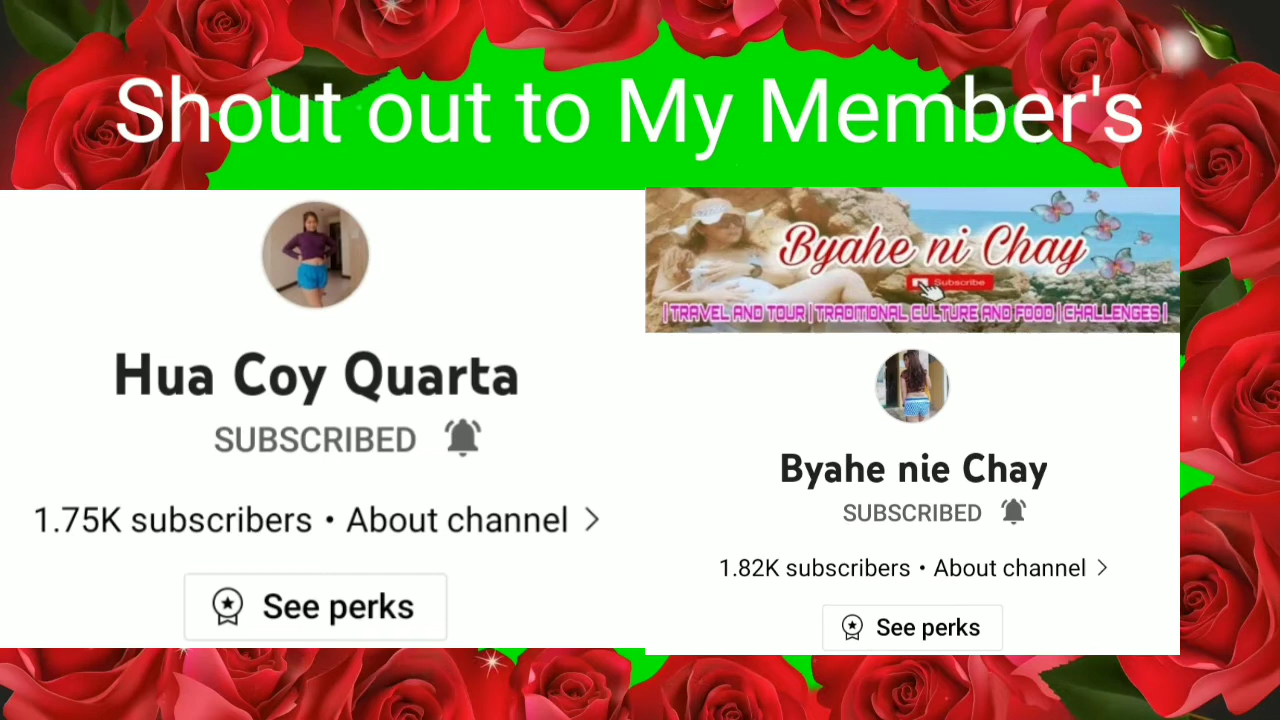 Shout out to My Member's
Hua Coy Quarta
SUBSCRIBED
1.75K subscribers • About channel
See perks
Byahe ni Chay
Subscribe
|TRAVEL AND TOUR|TRADITIONAL CULTURE AND FOOD|CHALLENGES|
Byahe nie Chay
SUBSCRIBED
1.82K subscribers • About channel
See perks